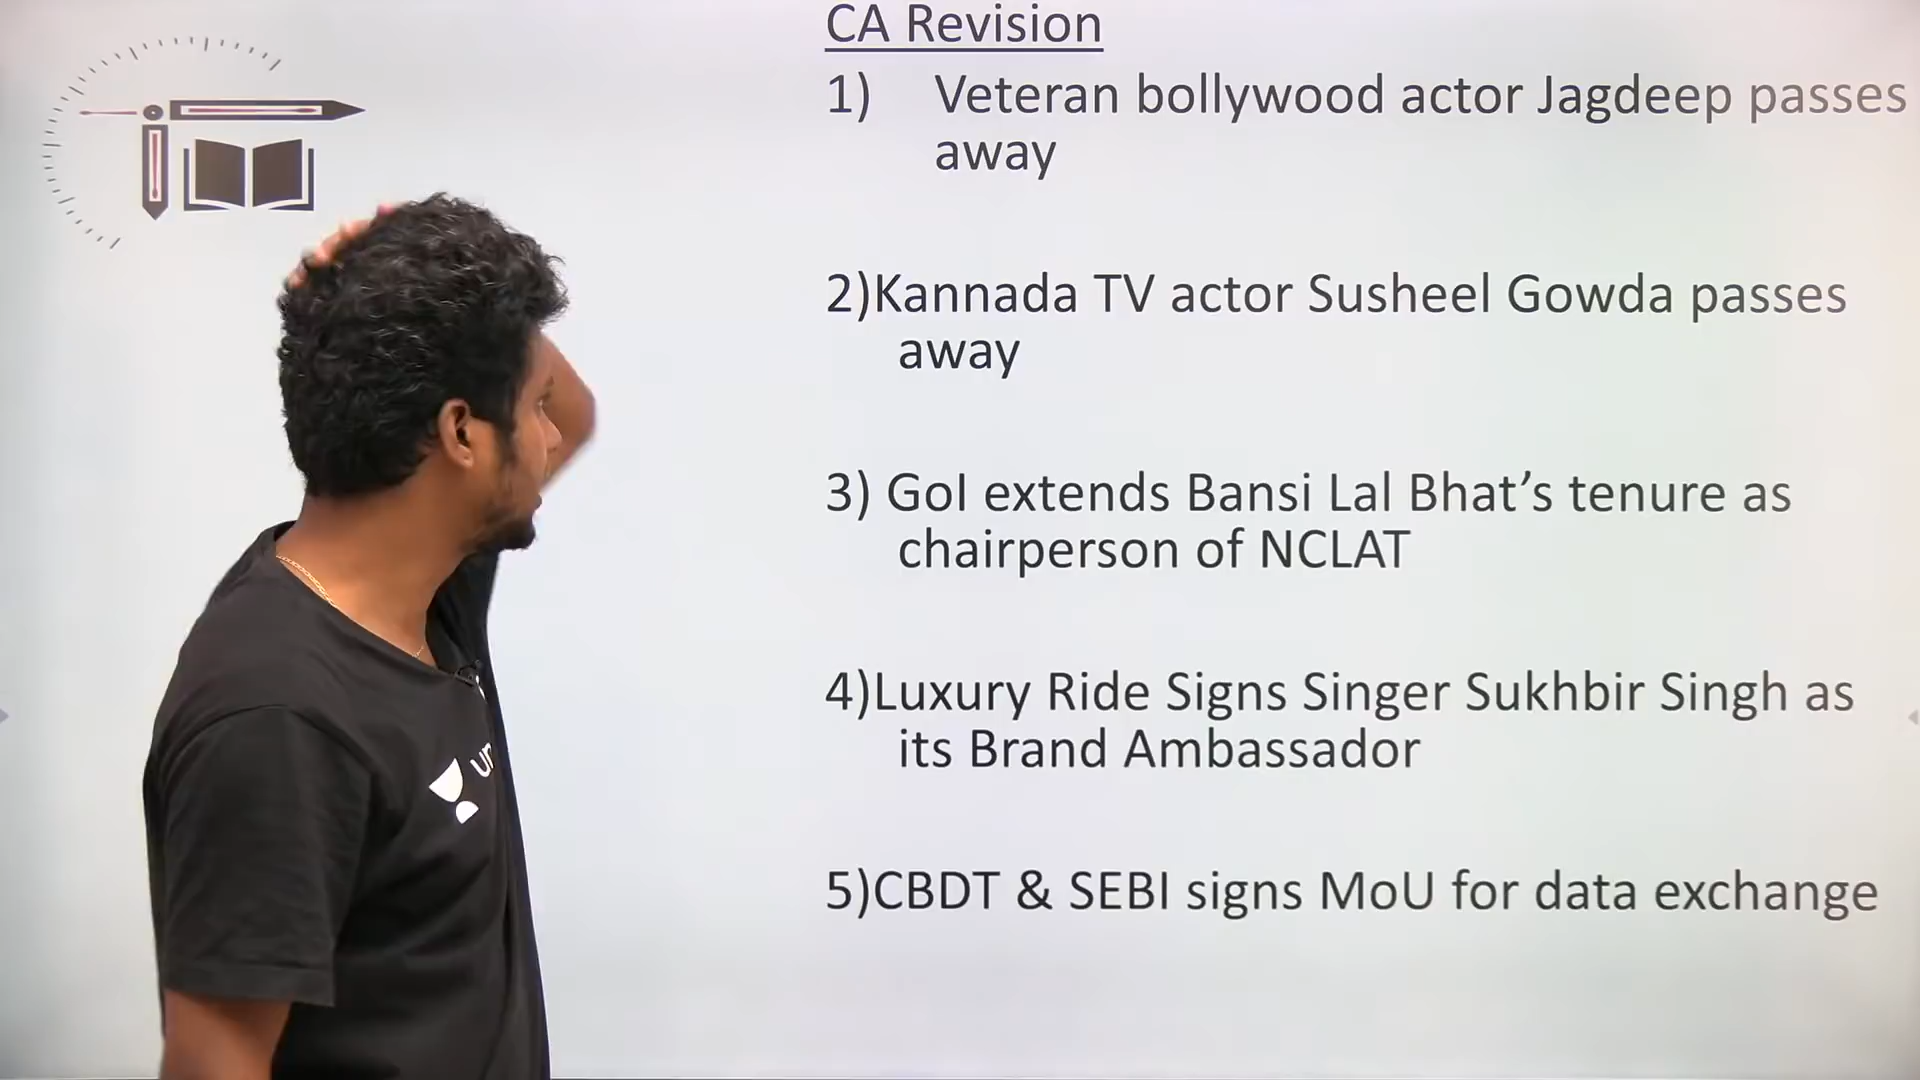 CA Revision
1) Veteran bollywood actor Jagdeep passes
away
2)Kannada TV actor Susheel Gowda passes
away
3) GoI extends Bansi Lal Bhat’s tenure as
chairperson of NCLAT
4)Luxury Ride Signs Singer Sukhbir Singh as
its Brand Ambassador
5)CBDT & SEBI signs MoU for data exchange
un